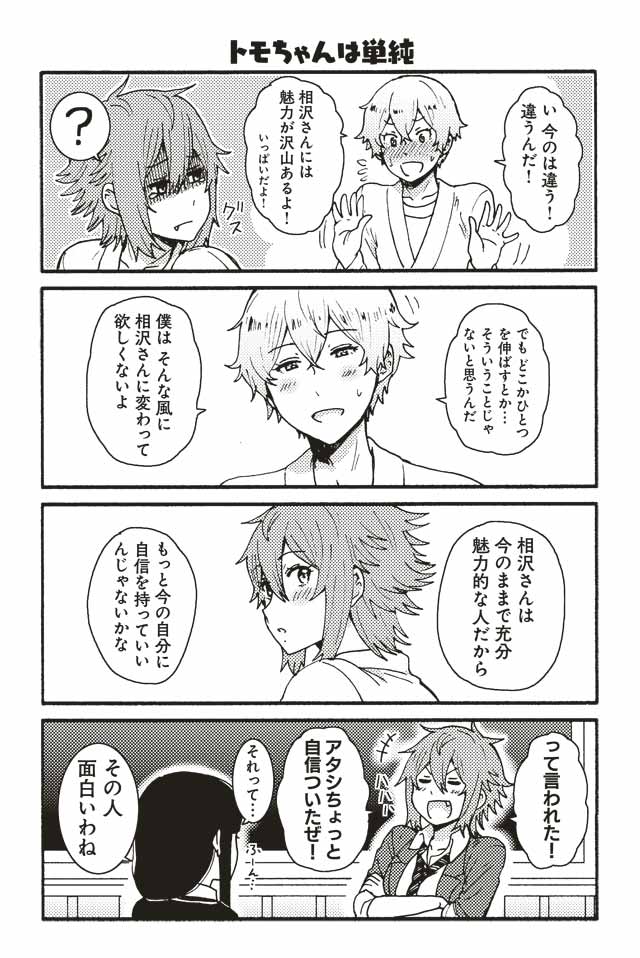 トモちゃんは単純
い 今のは違う!
違うんだ!
相沢さんには
魅力が沢山あるよ!
いっぱいだよ!
?
グス
でも どこかひとつ
を伸ばすとか…
そういうことじゃ
ないと思うんだ
僕は そんな風に
相沢さんに変わって
欲しくないよ
相沢さんは
今のままで充分
魅力的な人だから
もっと今の自分に
自信を持っていい
んじゃないかな
って言われた!
アタシちょっと
自信ついたぜ!
ハハハ
それって…
ふーん…
その人
面白いわね